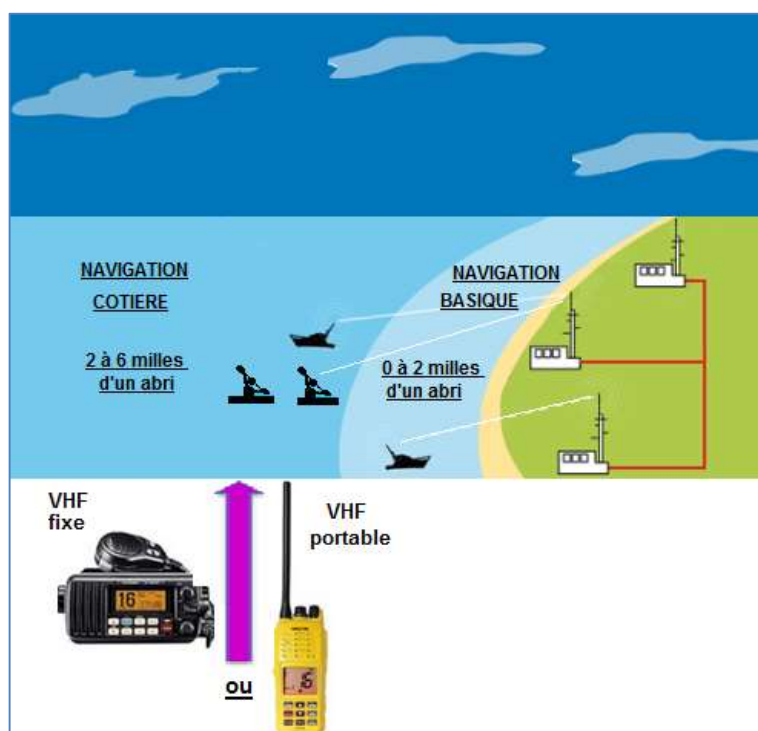 NAVIGATION
COTIERE
2 à 6 milles
d'un abri
NAVIGATION
BASIQUE
0 à 2 milles
d'un abri
VHF
fixe
VHF
portable
16
16
ou